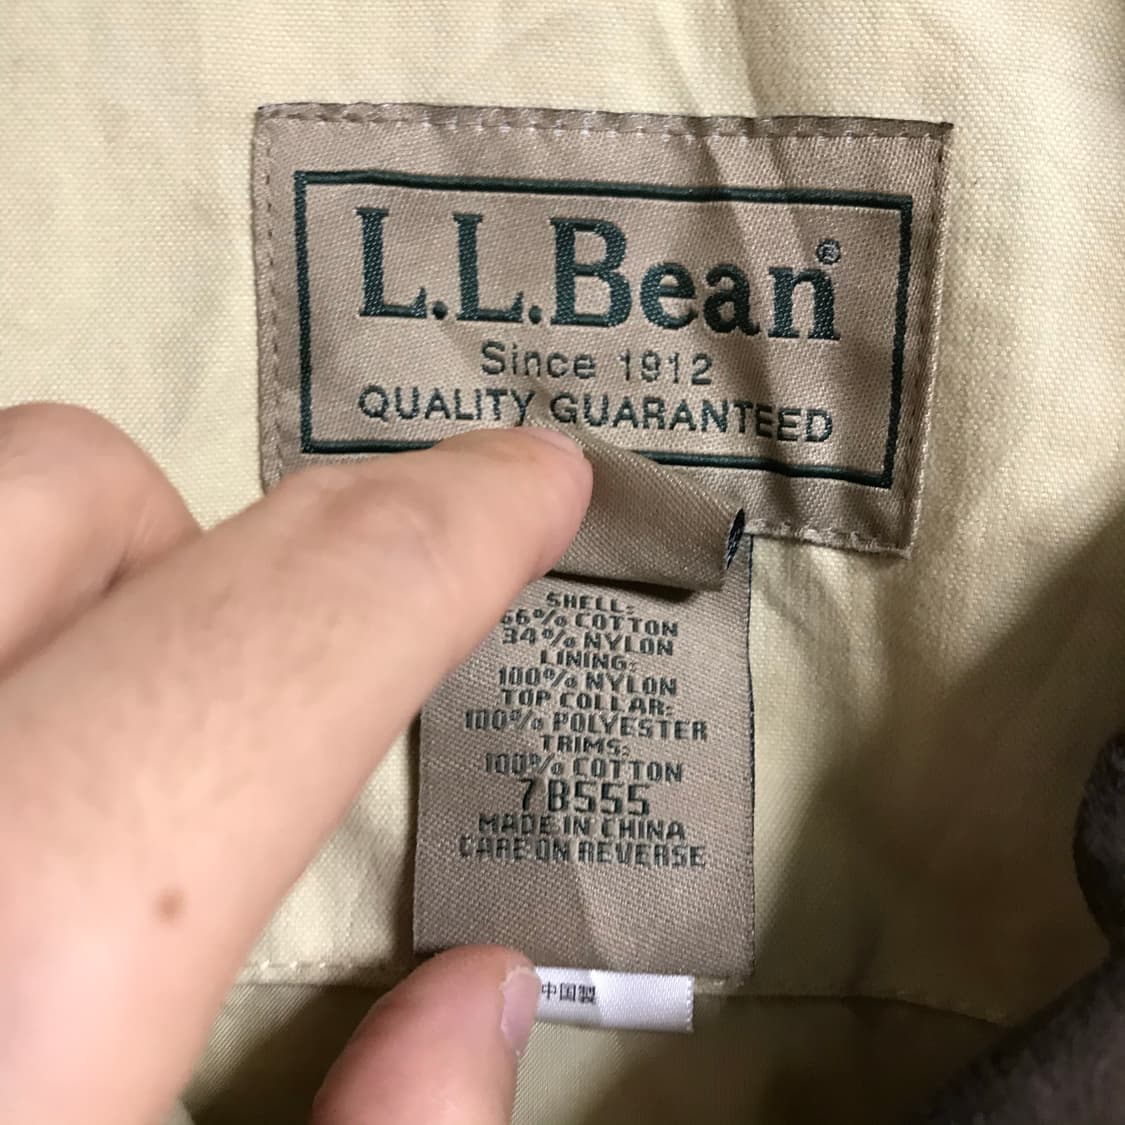 L.L.Bean®
Since 1912
QUALITY GUARANTEED
SHELL:
66% COTTON
34% NYLON
LINING:
100% NYLON
TOP COLLAR:
100% POLYESTER
TRIMS:
100% COTTON
7B555
MADE IN CHINA
CARE ON REVERSE
中国製